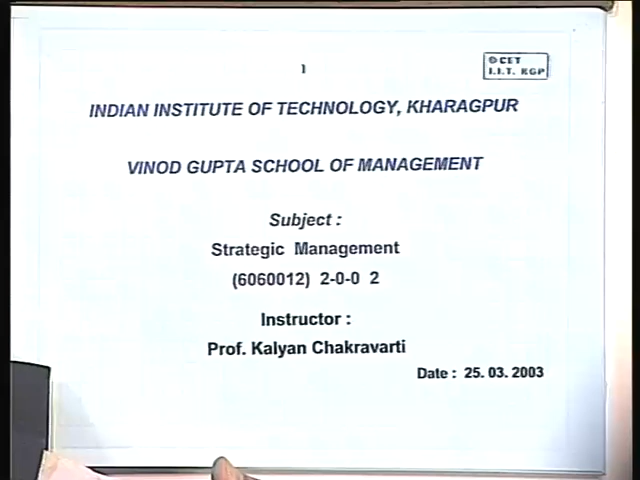 1
© CET
I.I.T. KGP
INDIAN INSTITUTE OF TECHNOLOGY, KHARAGPUR
VINOD GUPTA SCHOOL OF MANAGEMENT
Subject :
Strategic Management
(6060012) 2-0-0 2
Instructor :
Prof. Kalyan Chakravarti
Date : 25. 03. 2003